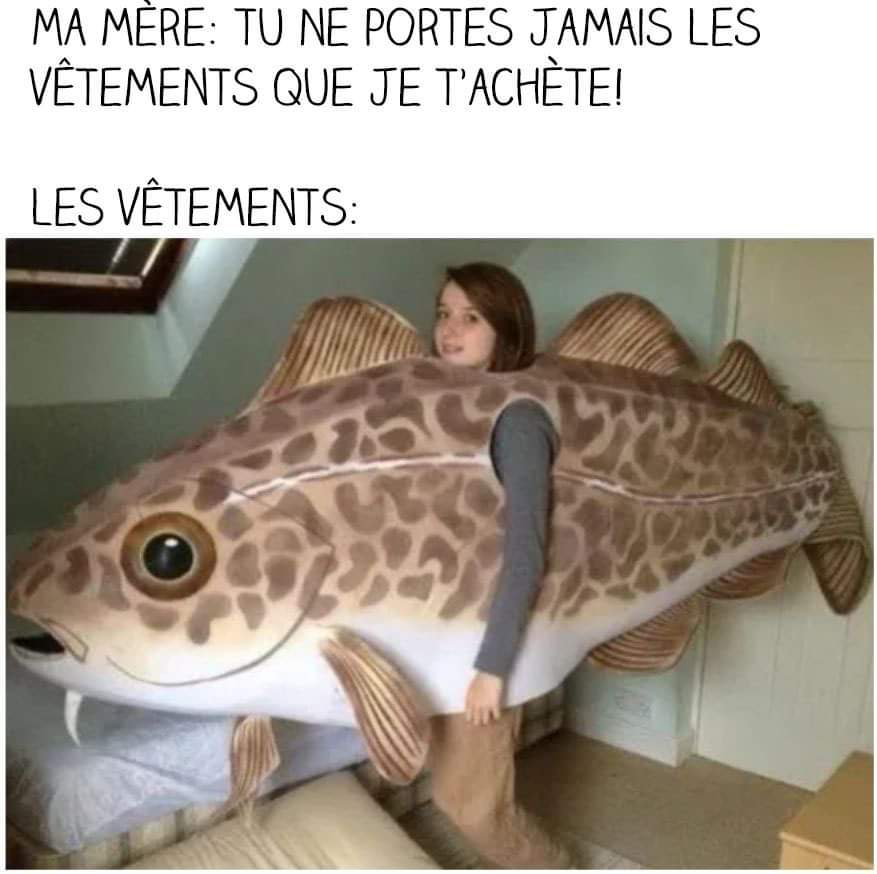 MA MÈRE: TU NE PORTES JAMAIS LES
VÊTEMENTS QUE JE T'ACHÈTE!
LES VÊTEMENTS: